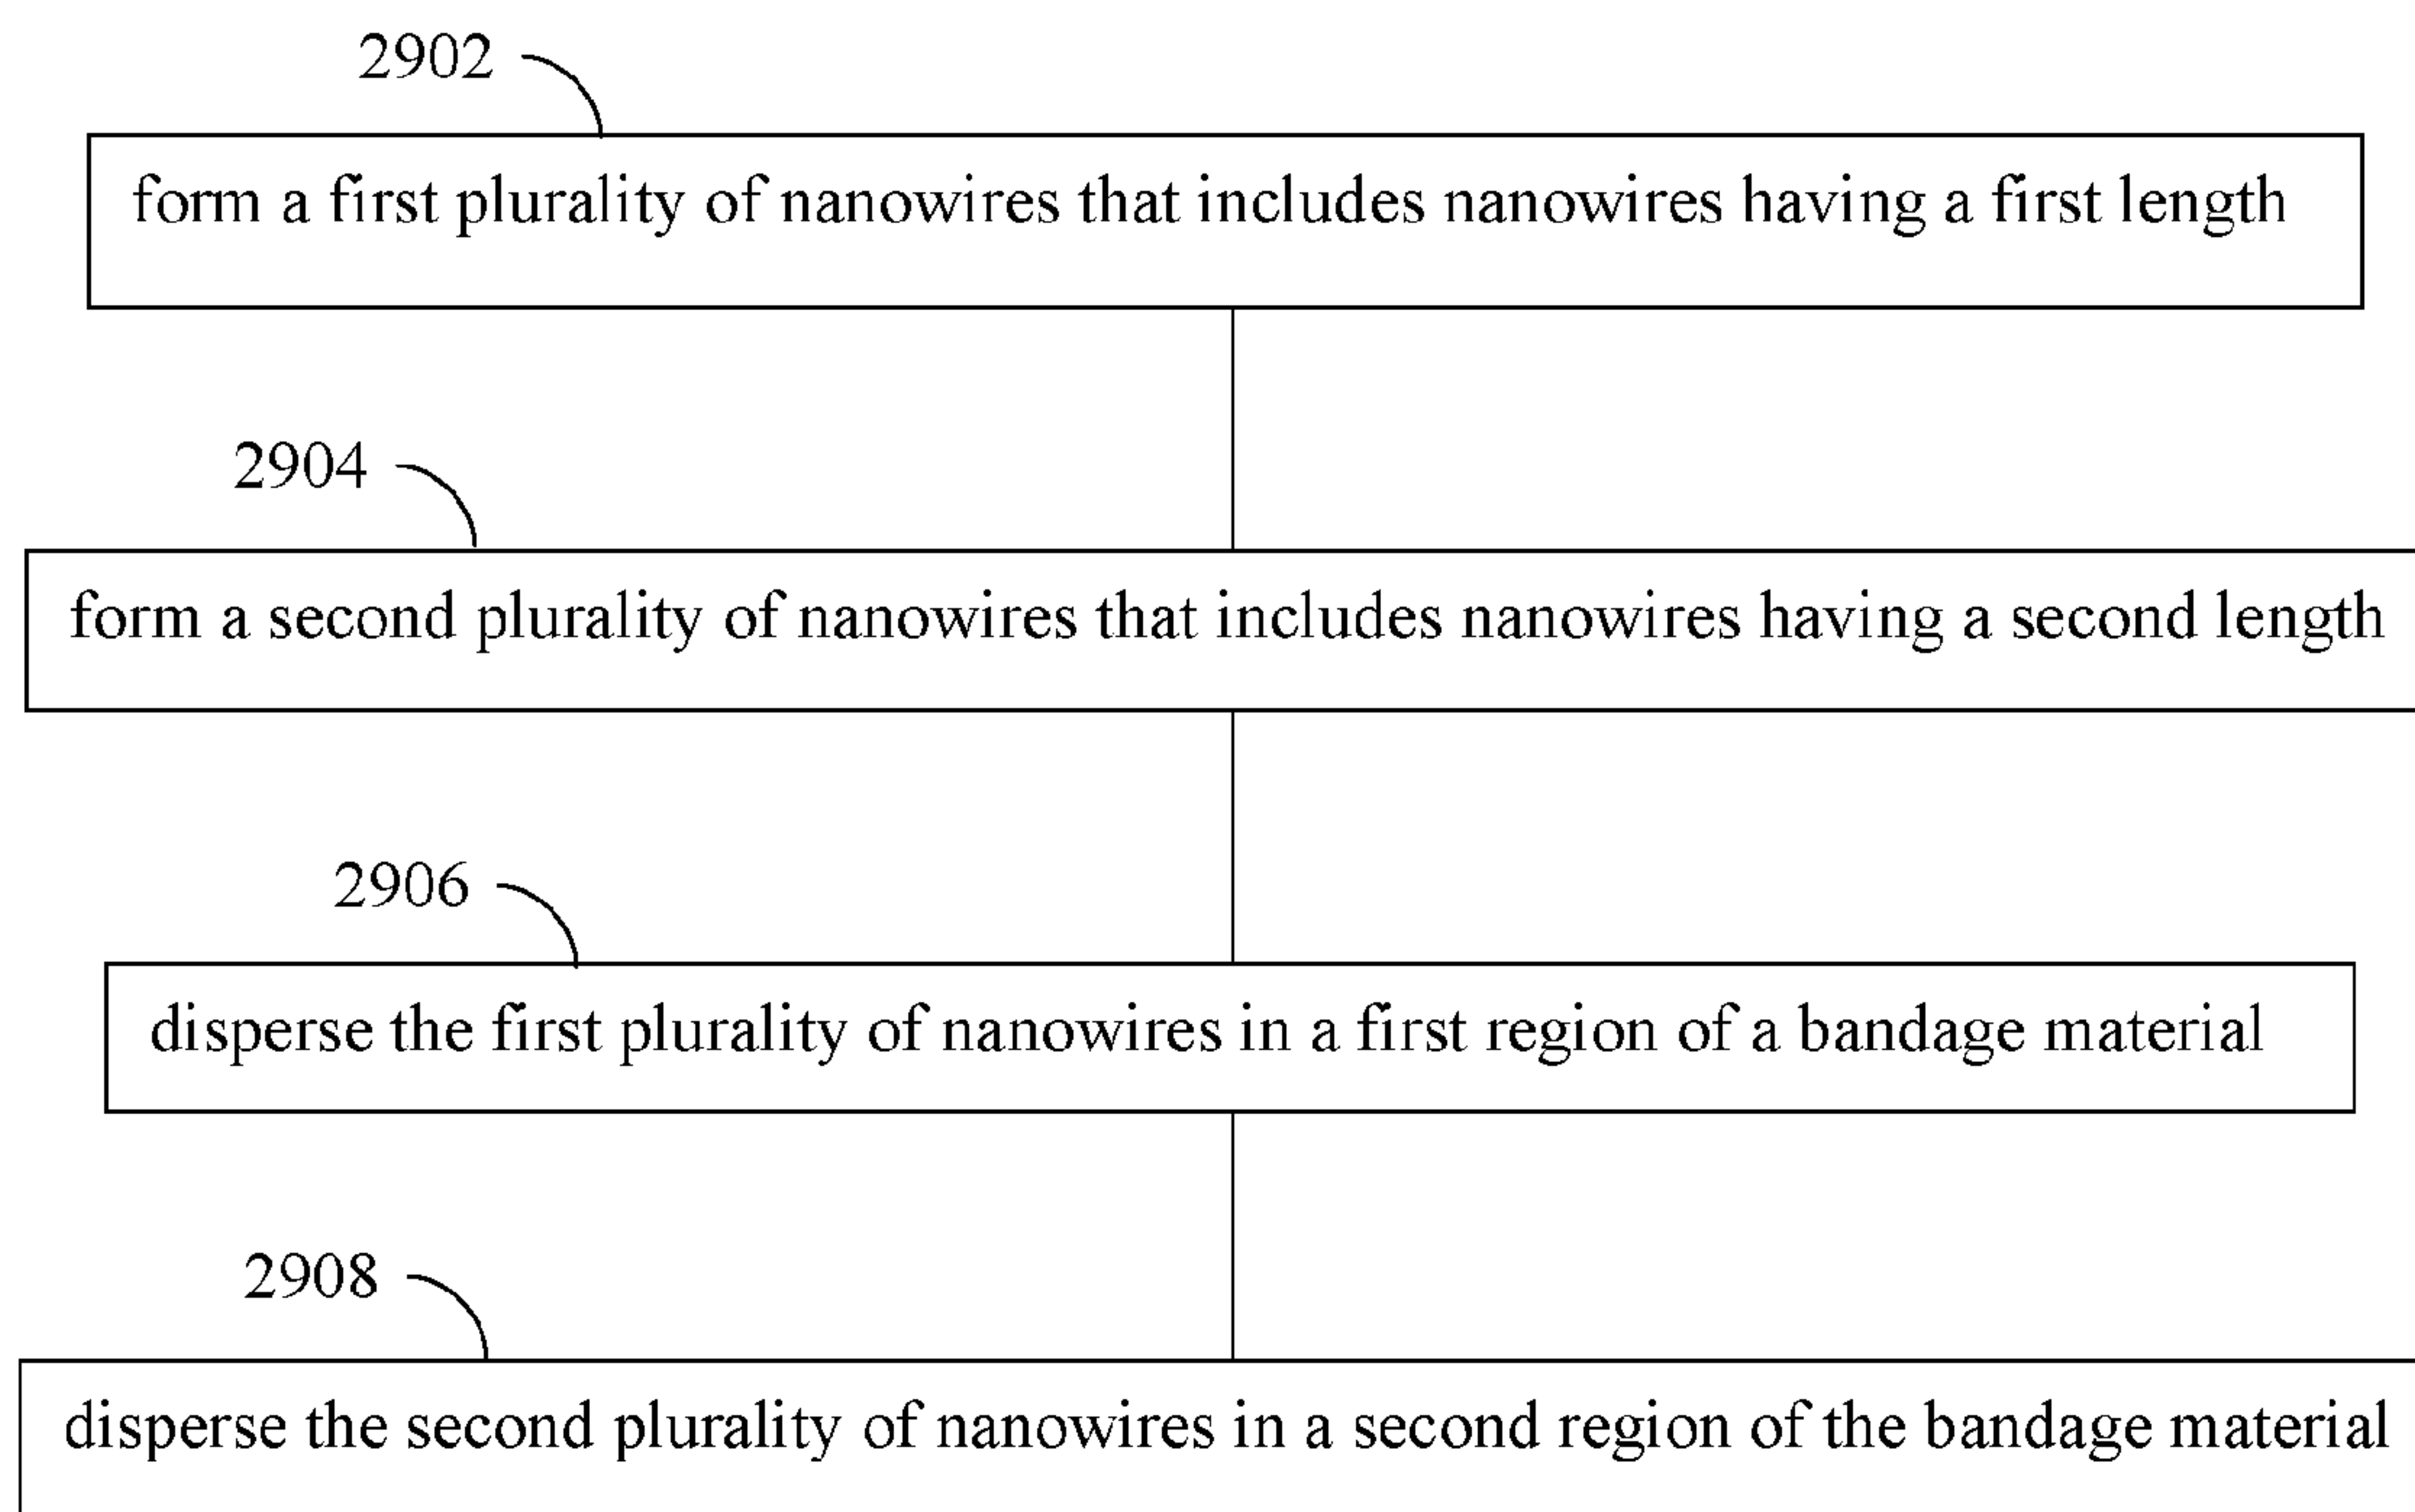 2902
form a first plurality of nanowires that includes nanowires having a first length
2904
form a second plurality of nanowires that includes nanowires having a second length
2906
disperse the first plurality of nanowires in a first region of a bandage material
2908
disperse the second plurality of nanowires in a second region of the bandage material